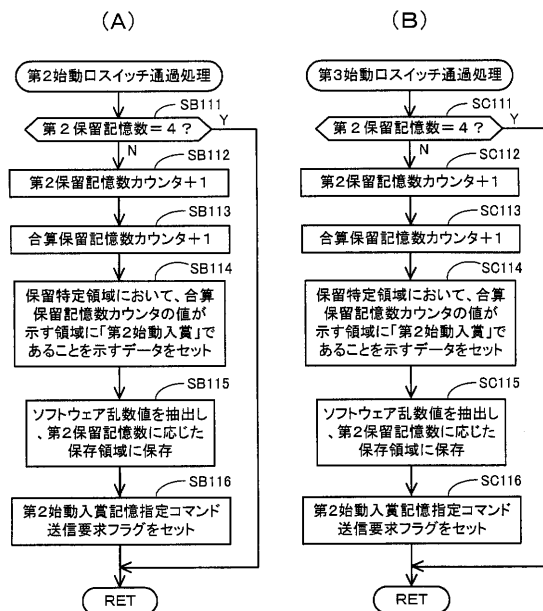 (A)
第2始動口スイッチ通過処理
SB111
第2保留記憶数=4?
Y
N
SB112
第2保留記憶数カウンタ+1
SB113
合算保留記憶数カウンタ+1
SB114
保留特定領域において、合算
保留記憶数カウンタの値が
示す領域に「第2始動入賞」で
あることを示すデータをセット
SB115
ソフトウェア乱数値を抽出し
、第2保留記憶数に応じた
保存領域に保存
SB116
第2始動入賞記憶指定コマンド
送信要求フラグをセット
RET
(B)
第3始動口スイッチ通過処理
SC111
第2保留記憶数=4?
Y
N
SC112
第2保留記憶数カウンタ+1
SC113
合算保留記憶数カウンタ+1
SC114
保留特定領域において、合算
保留記憶数カウンタの値が
示す領域に「第2始動入賞」で
あることを示すデータをセット
SC115
ソフトウェア乱数値を抽出し
、第2保留記憶数に応じた
保存領域に保存
SC116
第2始動入賞記憶指定コマンド
送信要求フラグをセット
RET